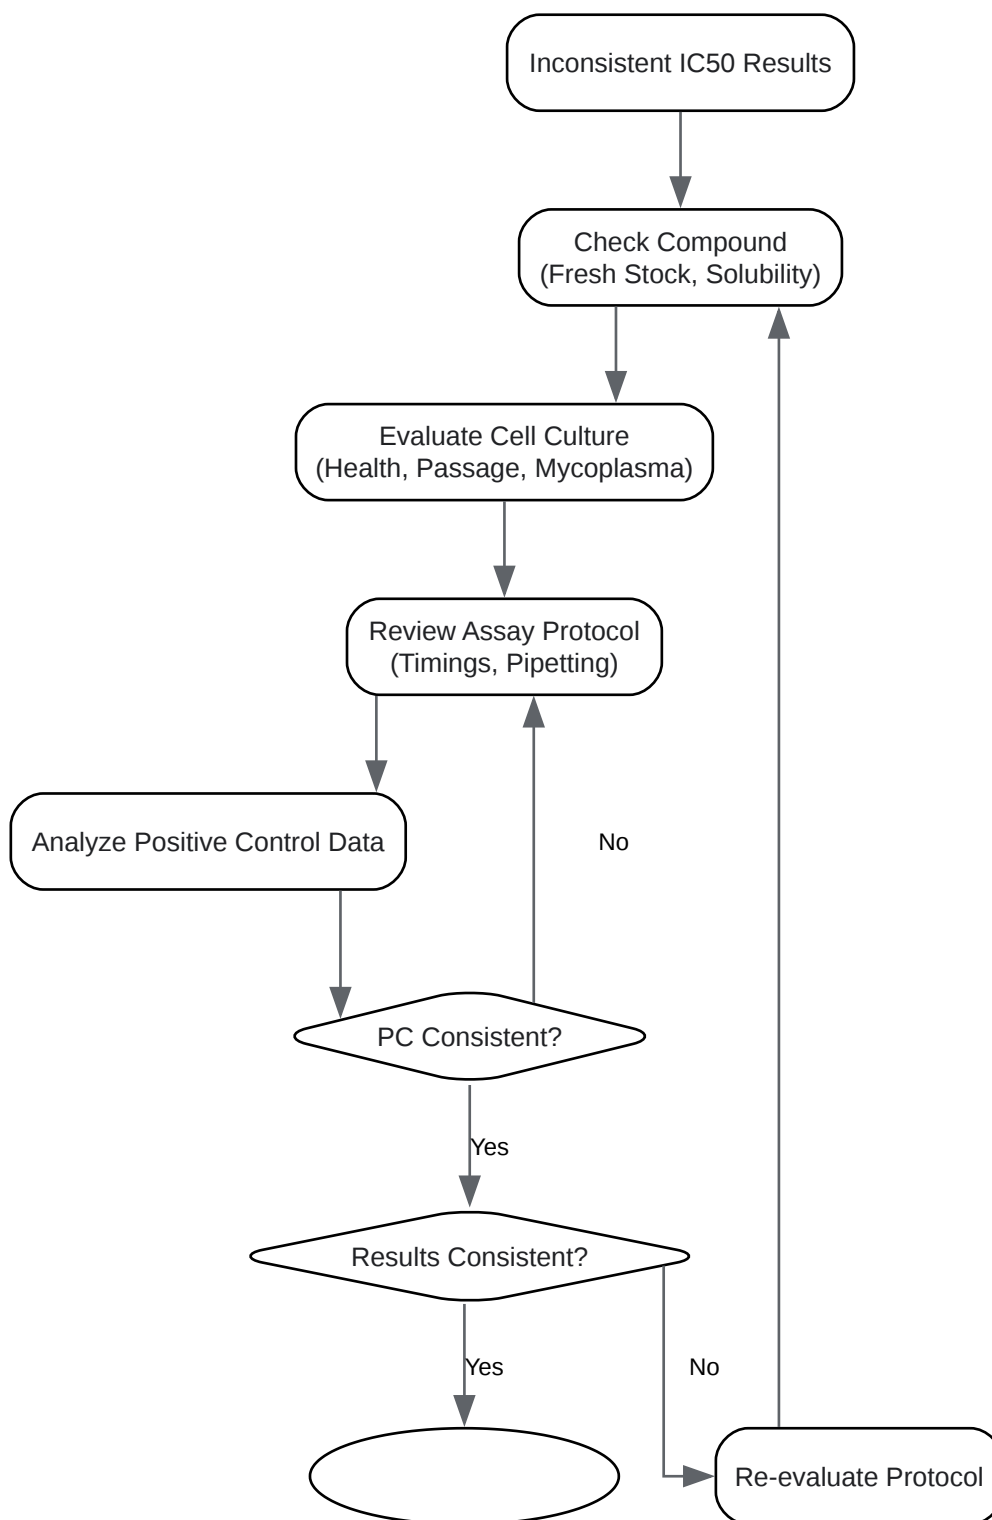 Inconsistent IC50 Results
Check Compound
(Fresh Stock, Solubility)
Evaluate Cell Culture
(Health, Passage, Mycoplasma)
Review Assay Protocol
(Timings, Pipetting)
Analyze Positive Control Data
No
PC Consistent?
Yes
Results Consistent?
Yes
No
Re-evaluate Protocol